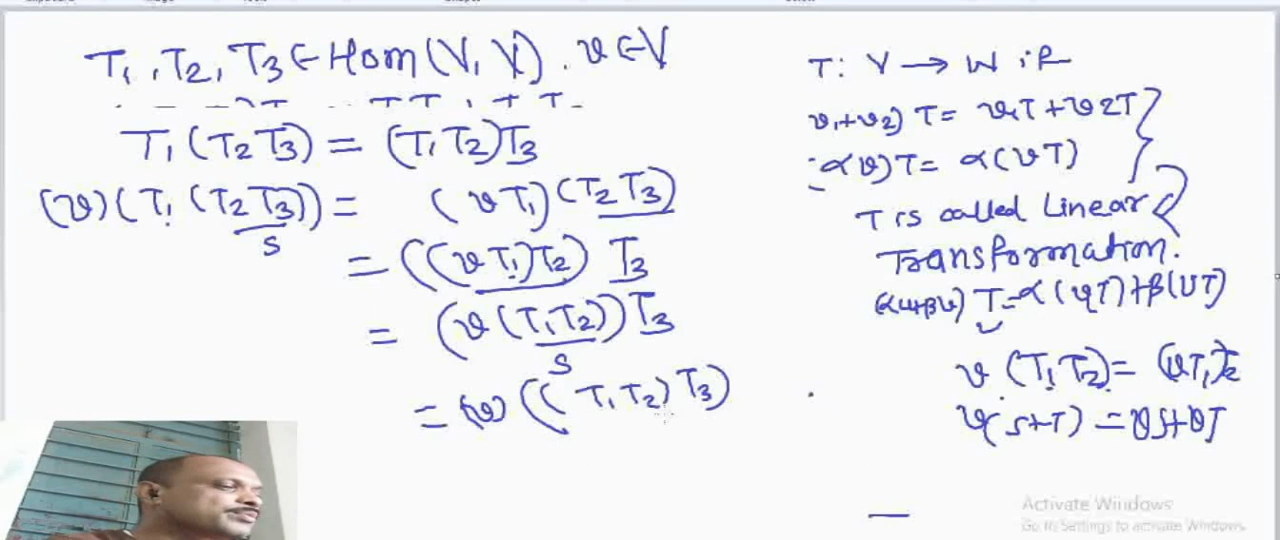 T₁, T₂, T₃ ∈ Hom(V, V). v ∈ V
T₁(T₂T₃) = (T₁T₂)T₃
(v)(T₁(T₂T₃)) = (vT₁)(T₂T₃)
S
= ((vT₁)T₂) T₃
= (v(T₁T₂))T₃
S
= (v)((T₁T₂)T₃)
T: V → W if
v₁+v₂) T = v₁T + v₂T
(αv)T = α(vT)
T is called Linear
Transformation.
(αu+βv) T = α(uT)+β(vT)
v(T₁T₂) = (vT₁)T₂
v(S+T) = vS+vT
Activate Windows
Go to Settings to activate Windows.